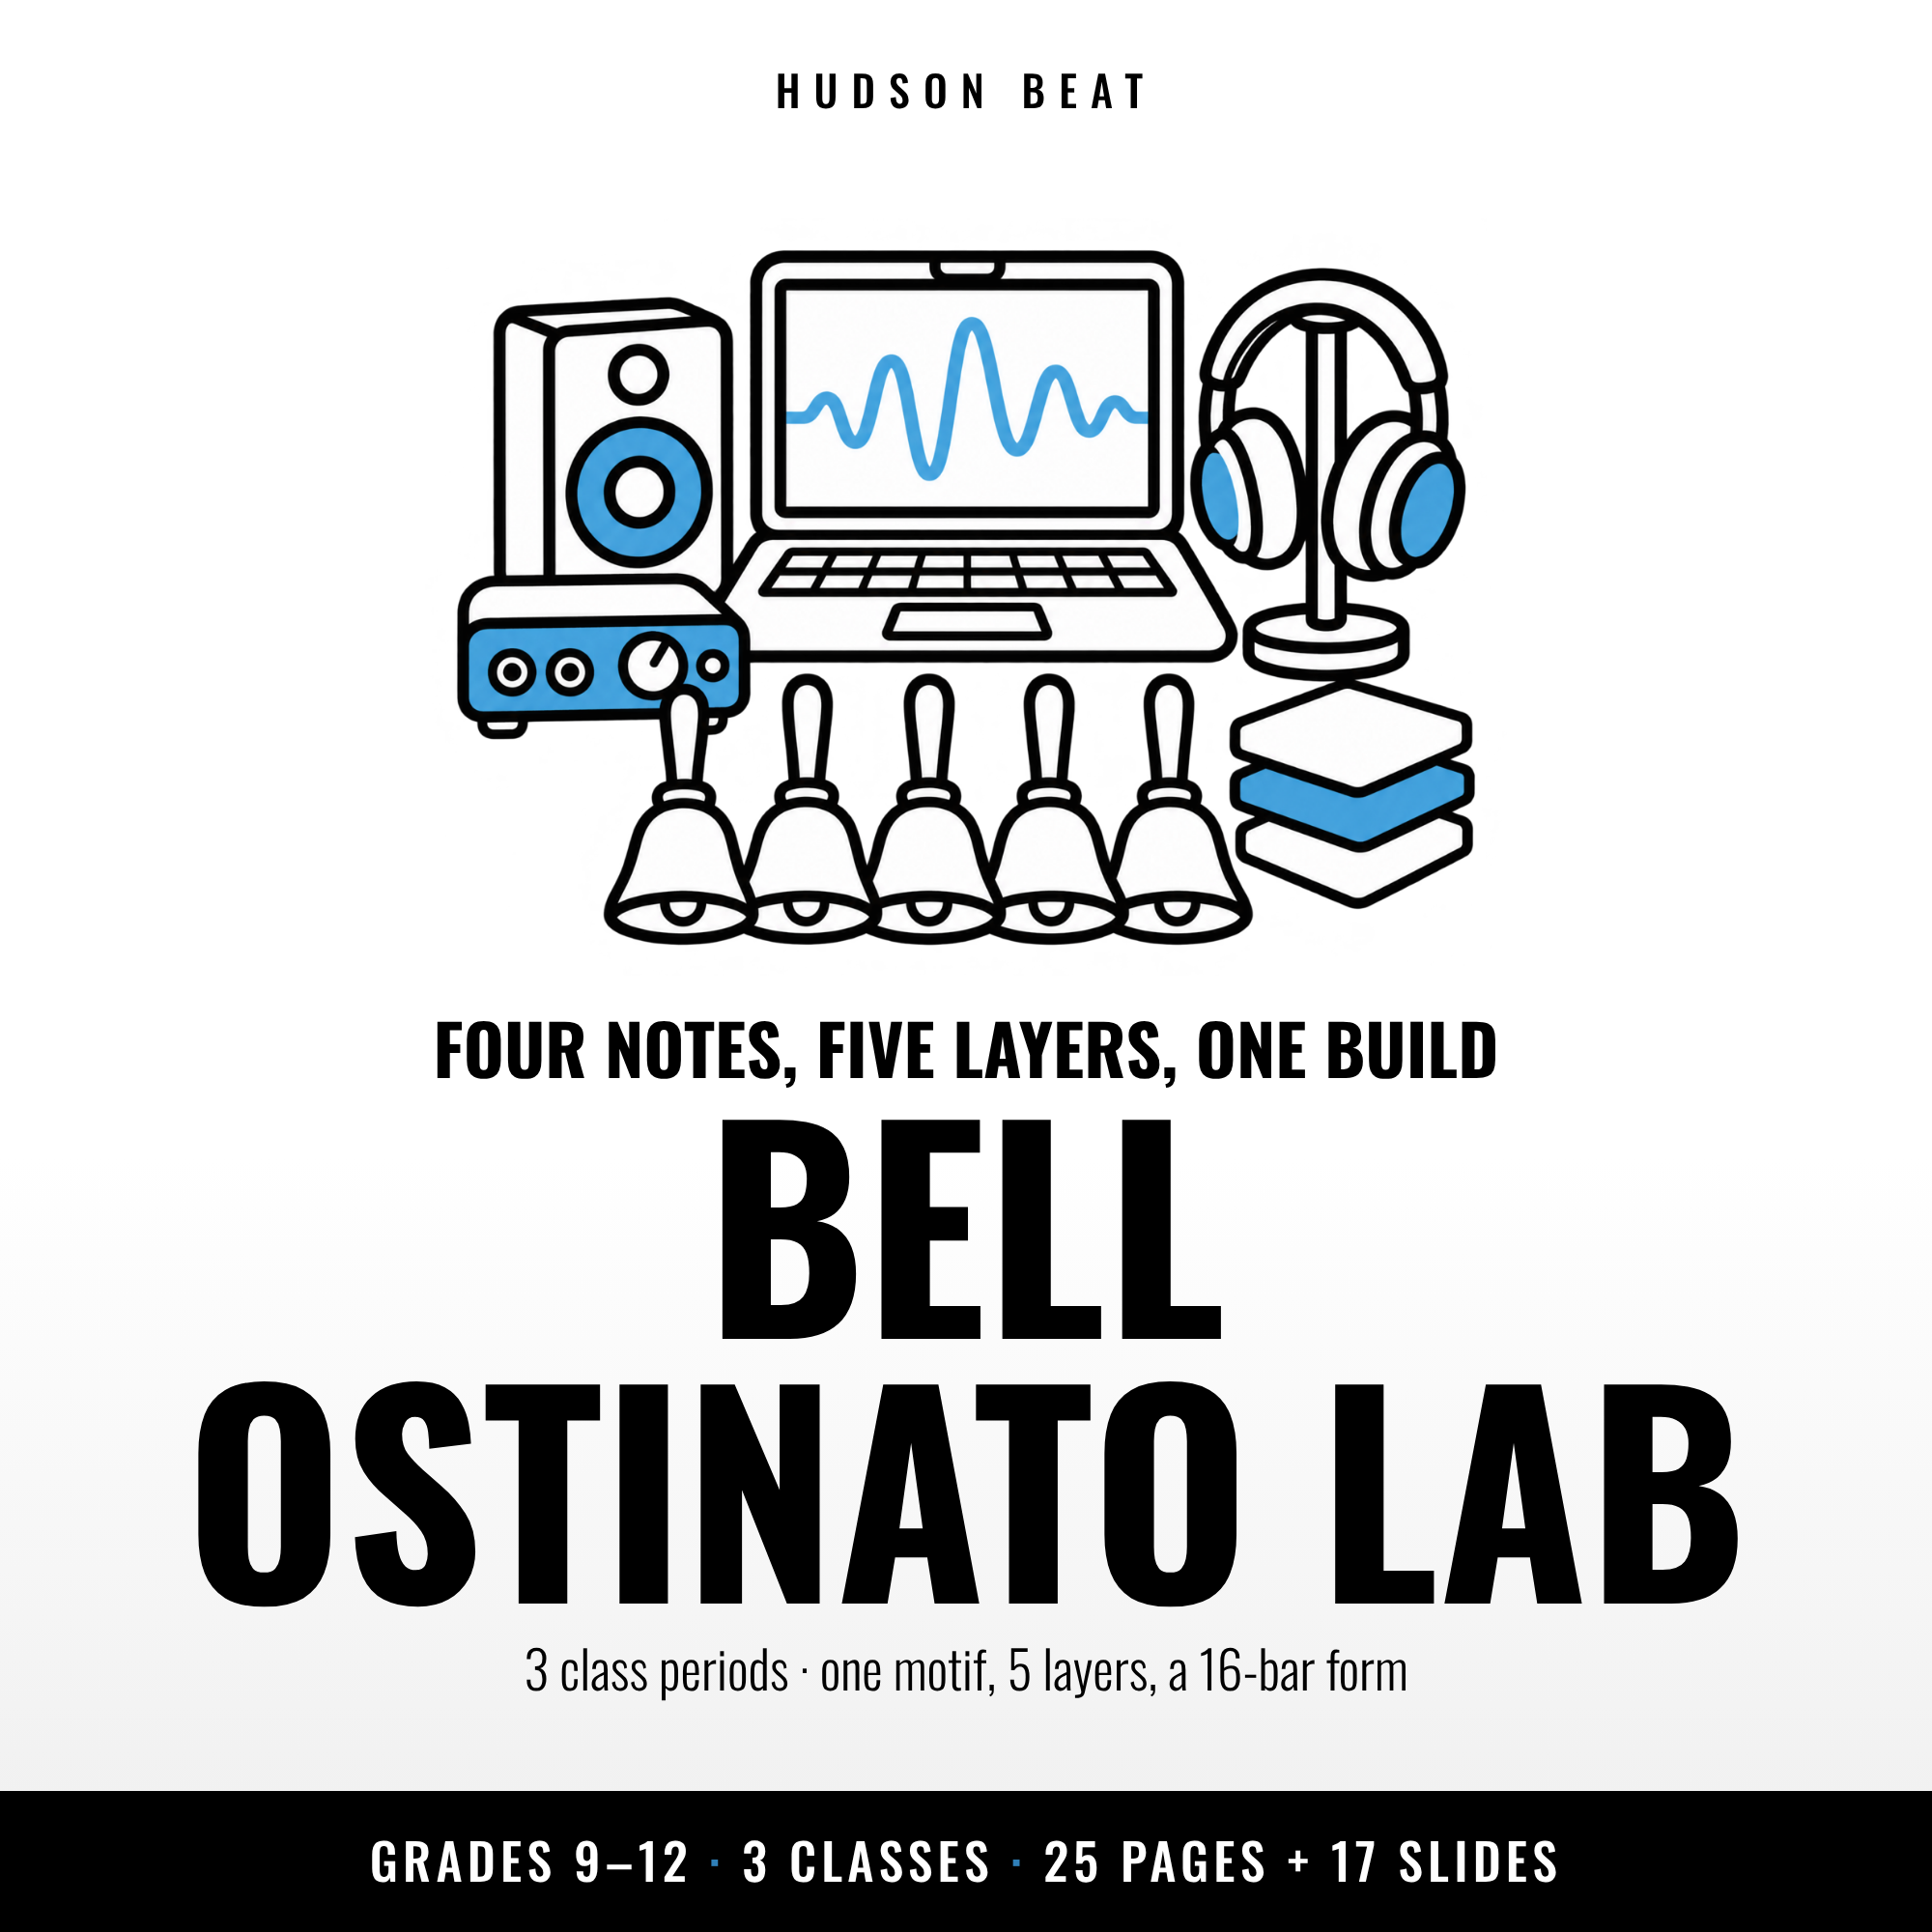 HUDSON BEAT
FOUR NOTES, FIVE LAYERS, ONE BUILD
BELL
OSTINATO LAB
3 class periods · one motif, 5 layers, a 16-bar form
GRADES 9–12 · 3 CLASSES · 25 PAGES + 17 SLIDES